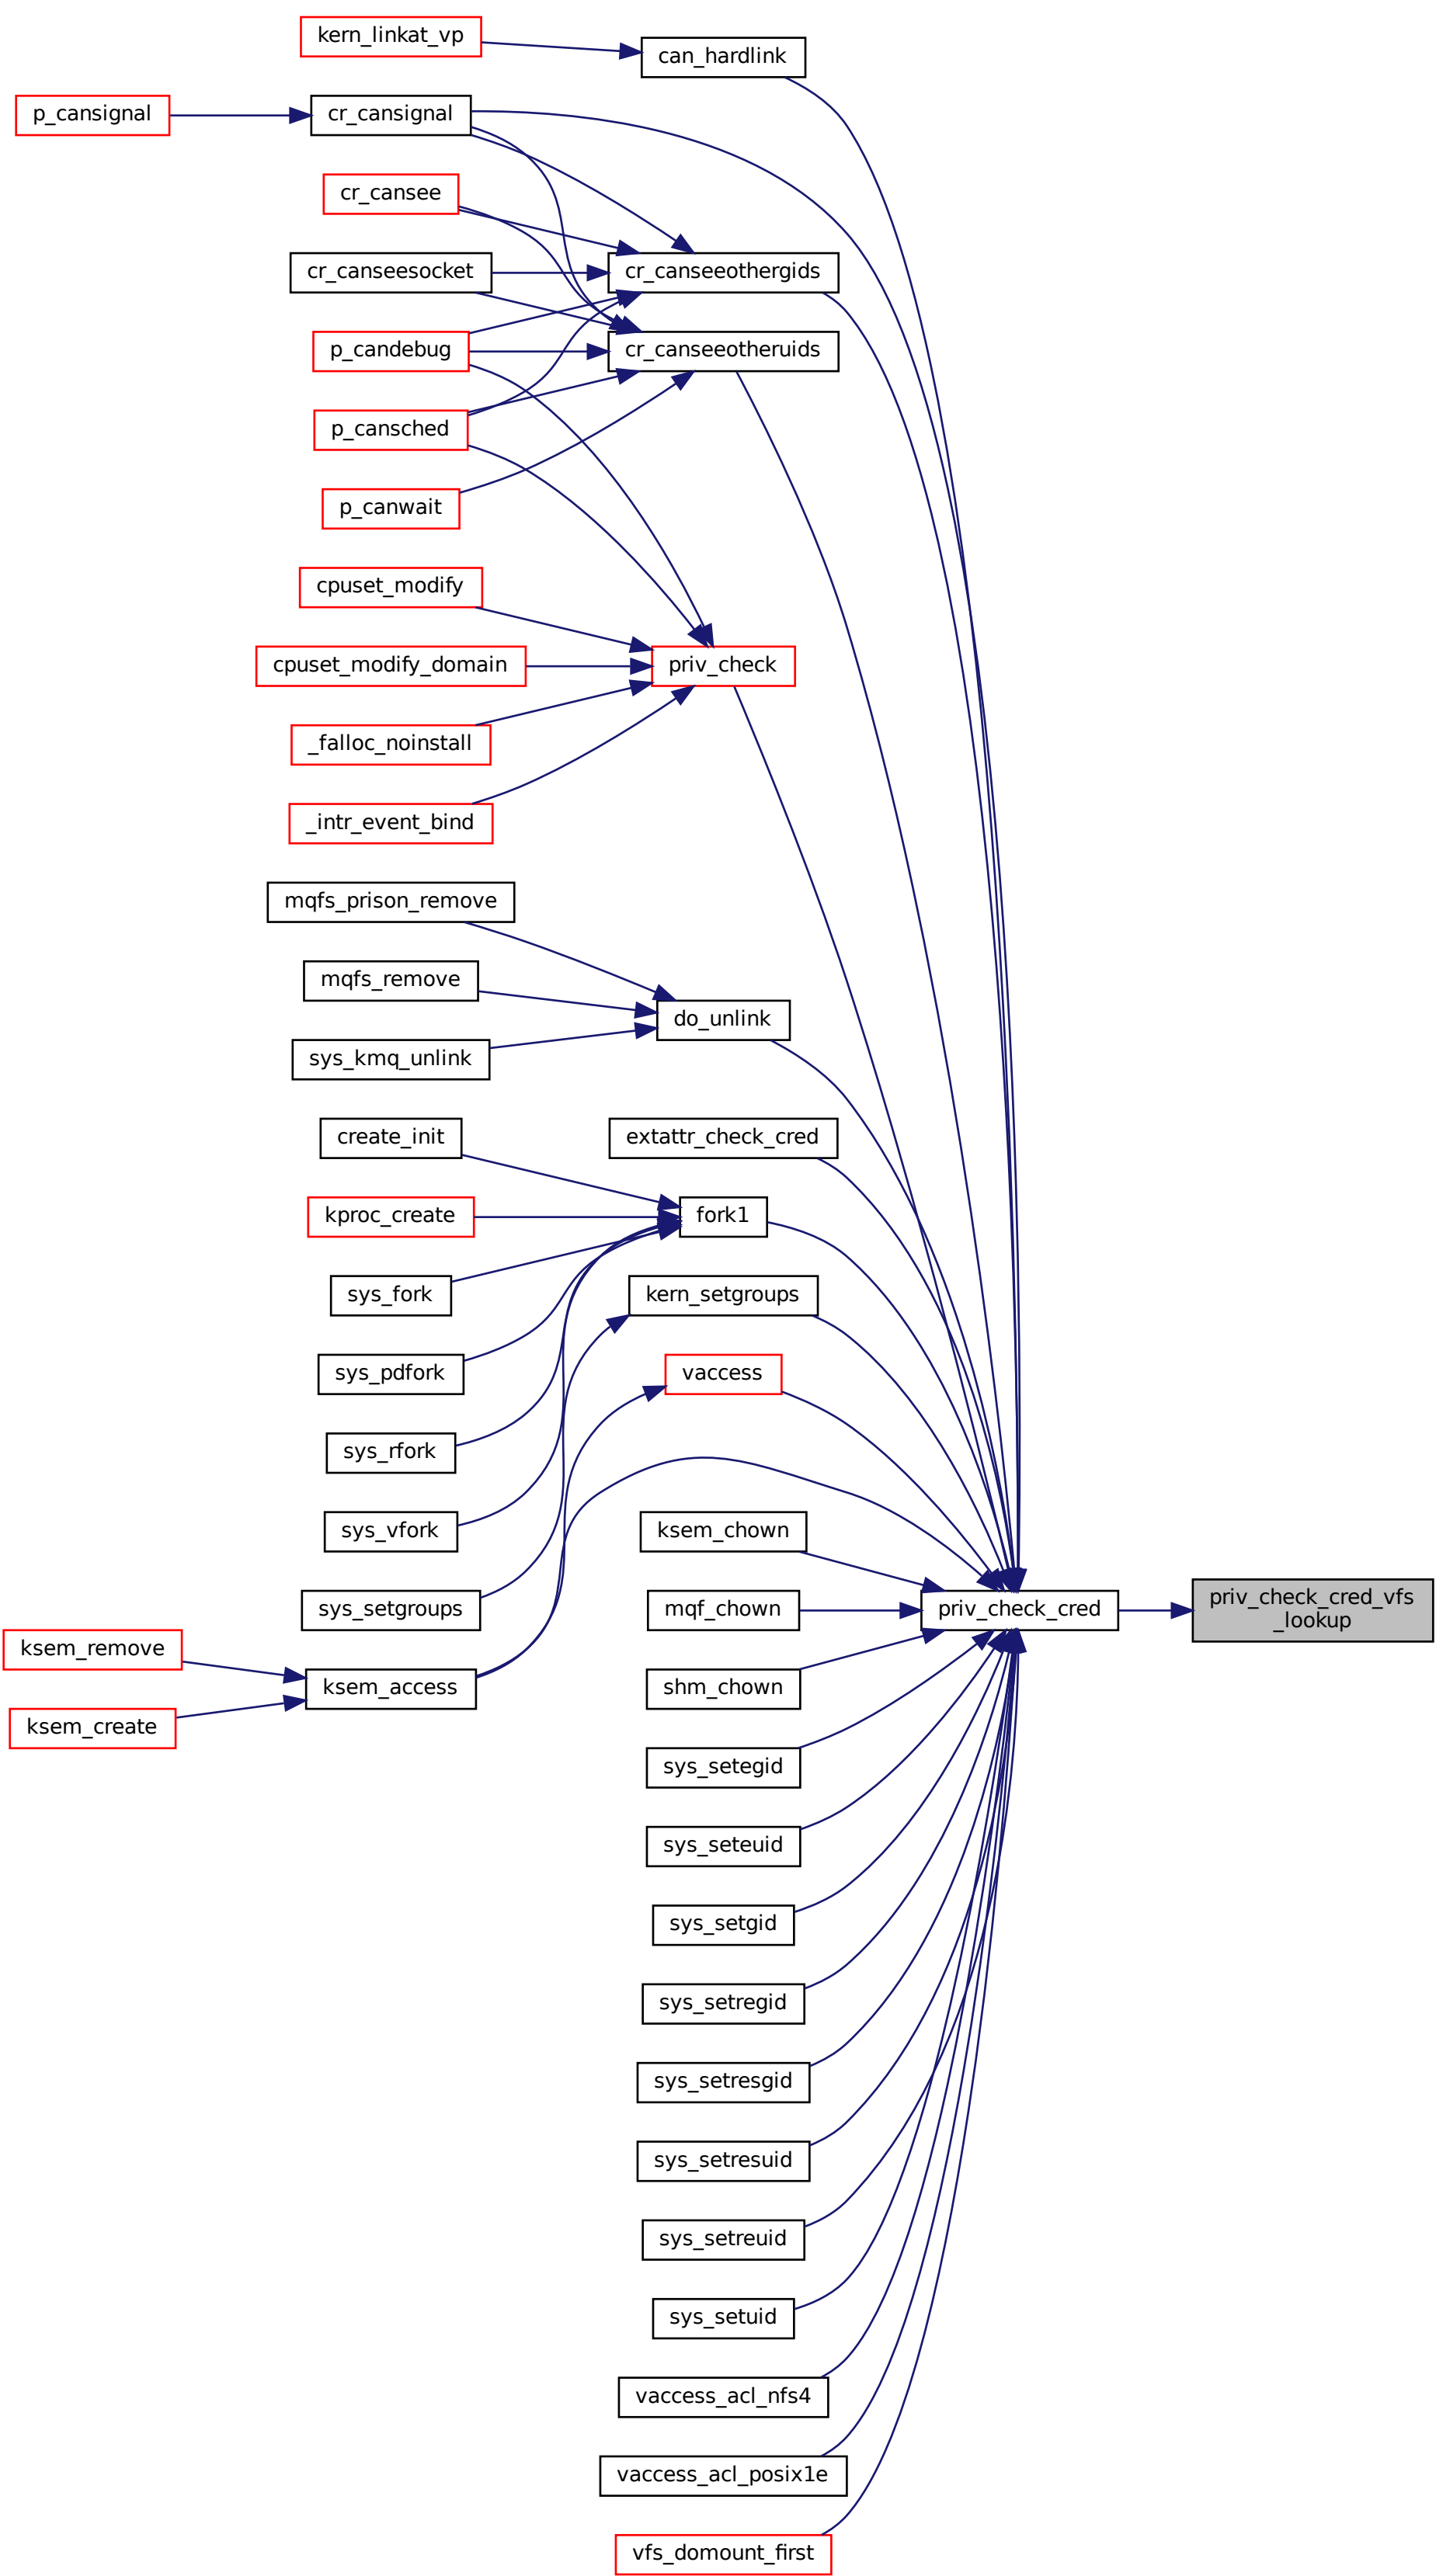 kern_linkat_vp
can_hardlink
p_cansignal
cr_cansignal
cr_cansee
cr_canseesocket
cr_canseeothergids
p_candebug
cr_canseeotheruids
p_cansched
p_canwait
cpuset_modify
cpuset_modify_domain
priv_check
_falloc_noinstall
_intr_event_bind
mqfs_prison_remove
mqfs_remove
do_unlink
sys_kmq_unlink
create_init
extattr_check_cred
kproc_create
fork1
sys_fork
kern_setgroups
sys_pdfork
vaccess
sys_rfork
sys_vfork
ksem_chown
sys_setgroups
mqf_chown
priv_check_cred
priv_check_cred_vfs
_lookup
ksem_remove
ksem_access
shm_chown
ksem_create
sys_setegid
sys_seteuid
sys_setgid
sys_setregid
sys_setresgid
sys_setresuid
sys_setreuid
sys_setuid
vaccess_acl_nfs4
vaccess_acl_posix1e
vfs_domount_first